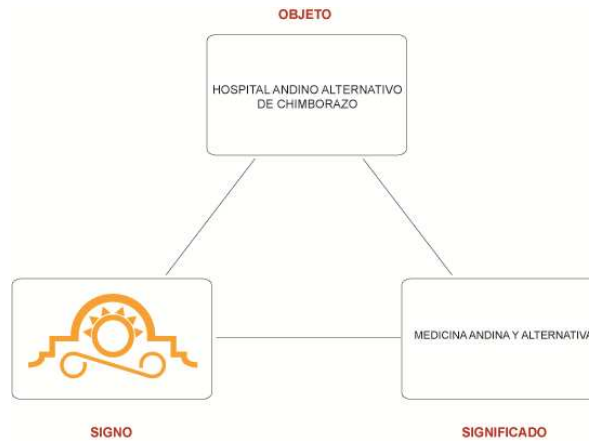 OBJETO
HOSPITAL ANDINO ALTERNATIVO
DE CHIMBORAZO
MEDICINA ANDINA Y ALTERNATIVA
SIGNO
SIGNIFICADO